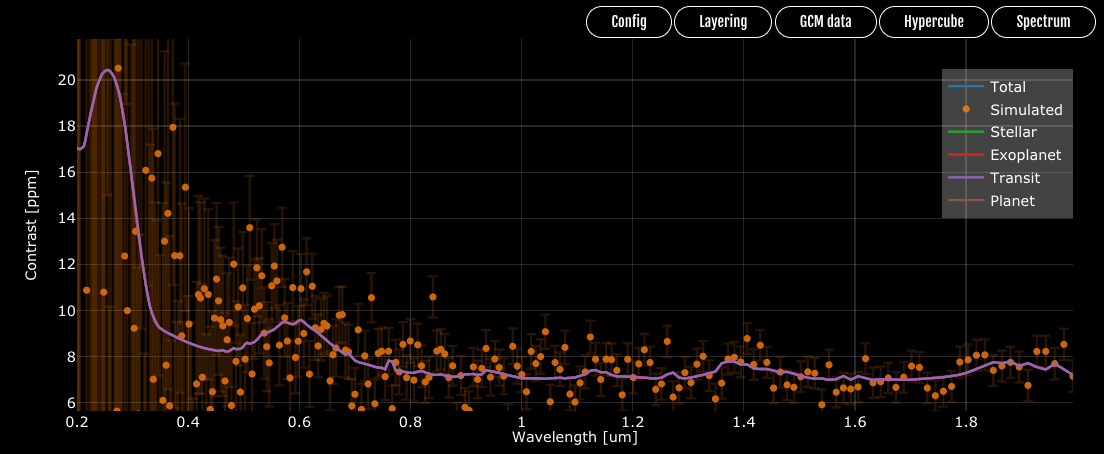 Config Layering GCM data Hypercube Spectrum
20
18
16
14
12
10
8
6
Contrast [ppm]
Total
Simulated
Stellar
Exoplanet
Transit
Planet
0.2 0.4 0.6 0.8 1 1.2 1.4 1.6 1.8
Wavelength [um]